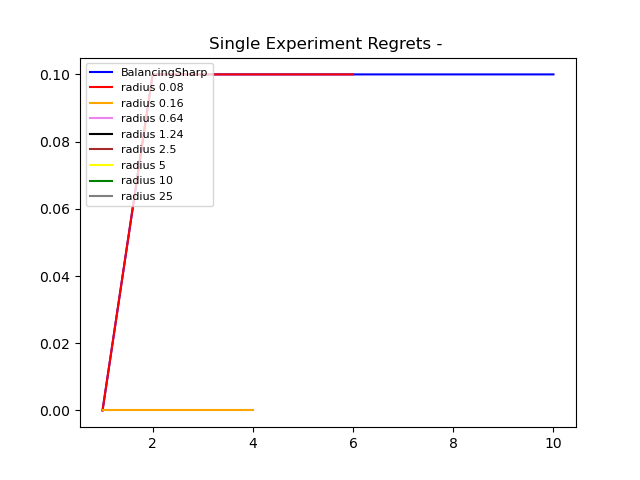 Single Experiment Regrets -
0.10
0.08
0.06
0.04
0.02
0.00
BalancingSharp
radius 0.08
radius 0.16
radius 0.64
radius 1.24
radius 2.5
radius 5
radius 10
radius 25
2 4 6 8 10